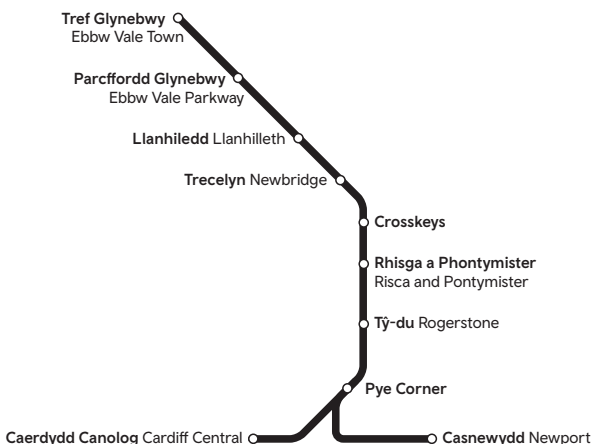 Tref Glynebwy
Ebbw Vale Town
Parcffordd Glynebwy
Ebbw Vale Parkway
Llanhiledd Llanhilleth
Trecelyn Newbridge
Crosskeys
Rhisga a Phontymister
Risca and Pontymister
Tŷ-du Rogerstone
Pye Corner
Caerdydd Canolog Cardiff Central
Casnewydd Newport